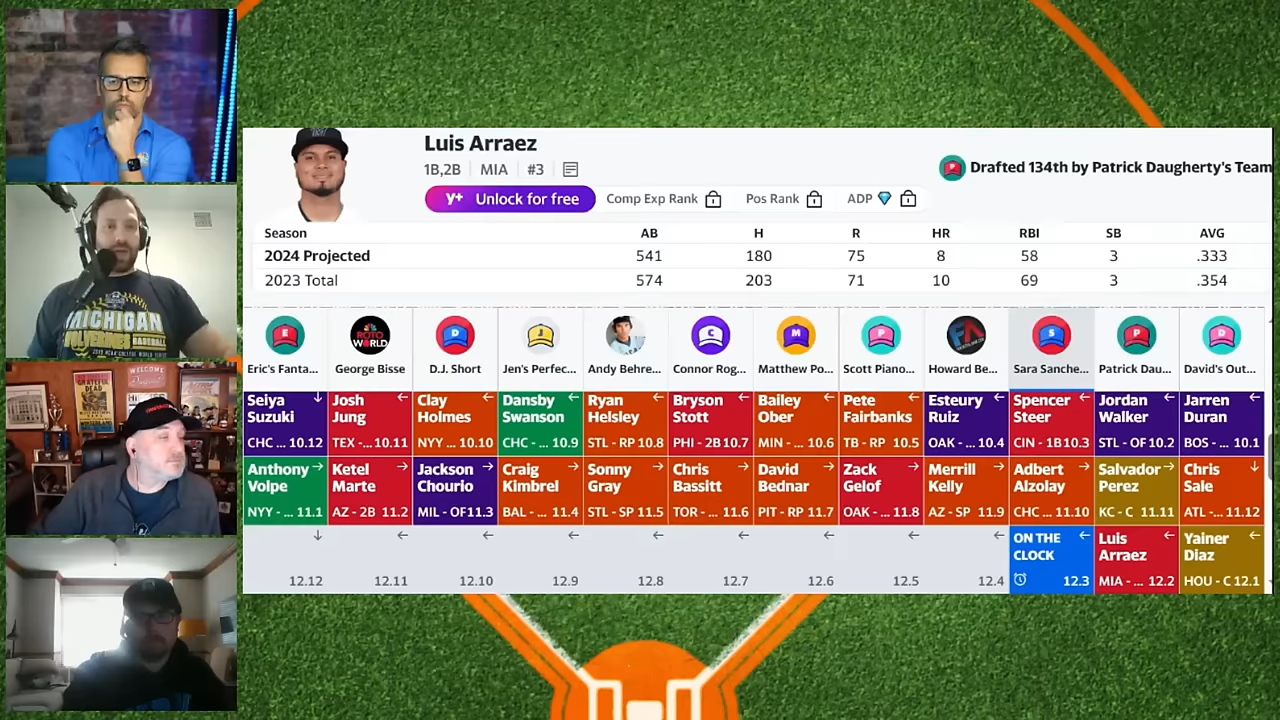 Luis Arraez
1B,2B MIA #3
Drafted 134th by Patrick Daugherty's Team
y+ Unlock for free Comp Exp Rank Pos Rank ADP
Season AB H R HR RBI SB AVG
2024 Projected 541 180 75 8 58 3 .333
2023 Total 574 203 71 10 69 3 .354
E ROTO WORLD D J C M P FA S P D
Eric's Fanta... George Bisse D.J. Short Jen's Perfec... Andy Behre... Connor Rog... Matthew Po... Scott Piano... Howard Be... Sara Sanche... Patrick Dau... David's Out...
Seiya Suzuki CHC ... 10.12
Josh Jung TEX -... 10.11
Clay Holmes NYY -... 10.10
Dansby Swanson CHC - ... 10.9
Ryan Helsley STL - RP 10.8
Bryson Stott PHI - 2B 10.7
Bailey Ober MIN - ... 10.6
Pete Fairbanks TB - RP 10.5
Esteury Ruiz OAK - ... 10.4
Spencer Steer CIN - 1B 10.3
Jordan Walker STL - OF 10.2
Jarren Duran BOS - ... 10.1
Anthony Volpe NYY - ... 11.1
Ketel Marte AZ - 2B 11.2
Jackson Chourio MIL - OF 11.3
Craig Kimbrel BAL - ... 11.4
Sonny Gray STL - SP 11.5
Chris Bassitt TOR - ... 11.6
David Bednar PIT - RP 11.7
Zack Gelof OAK - ... 11.8
Merrill Kelly AZ - SP 11.9
Adbert Alzolay CHC ... 11.10
Salvador Perez KC - C 11.11
Chris Sale ATL - ... 11.12
12.12 12.11 12.10 12.9 12.8 12.7 12.6 12.5 12.4
ON THE CLOCK 12.3
Luis Arraez MIA - ... 12.2
Yainer Diaz HOU - C 12.1
MICHIGAN
WOLVERINES
BASEBALL
WELCOME
GRATEFUL
DEAD